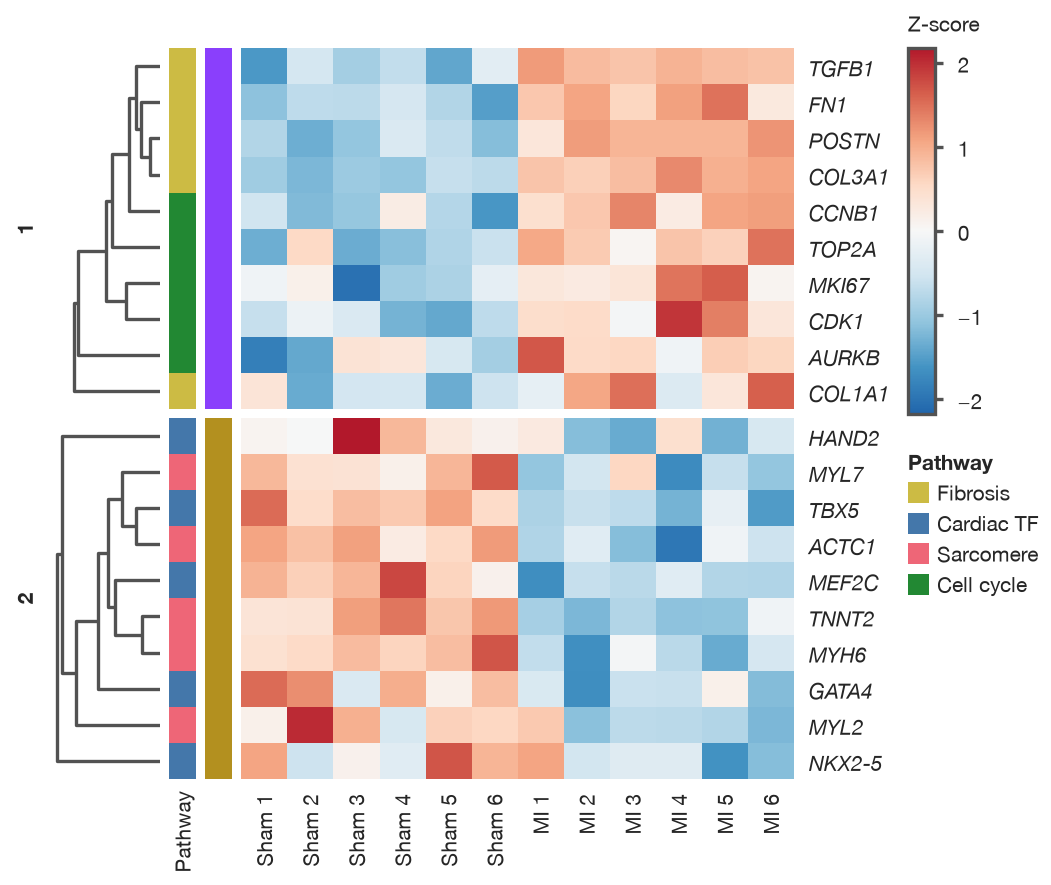 Z-score
TGFB1
FN1
POSTN
COL3A1
CCNB1
TOP2A
MKI67
CDK1
AURKB
COL1A1
1
2
1
0
−1
−2
HAND2
MYL7
TBX5
ACTC1
MEF2C
TNNT2
MYH6
GATA4
MYL2
NKX2-5
2
Pathway
Fibrosis
Cardiac TF
Sarcomere
Cell cycle
Pathway
Sham 1
Sham 2
Sham 3
Sham 4
Sham 5
Sham 6
MI 1
MI 2
MI 3
MI 4
MI 5
MI 6